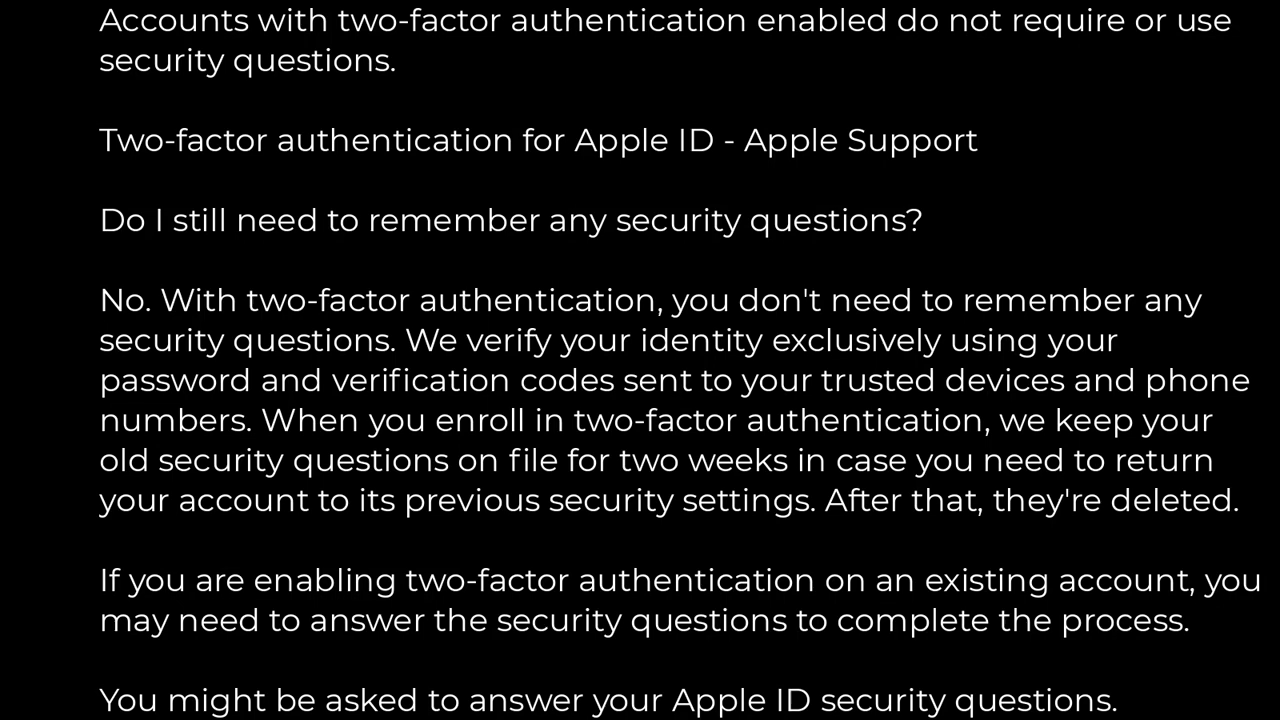 Accounts with two-factor authentication enabled do not require or use
security questions.
Two-factor authentication for Apple ID - Apple Support
Do I still need to remember any security questions?
No. With two-factor authentication, you don't need to remember any
security questions. We verify your identity exclusively using your
password and verification codes sent to your trusted devices and phone
numbers. When you enroll in two-factor authentication, we keep your
old security questions on file for two weeks in case you need to return
your account to its previous security settings. After that, they're deleted.
If you are enabling two-factor authentication on an existing account, you
may need to answer the security questions to complete the process.
You might be asked to answer your Apple ID security questions.